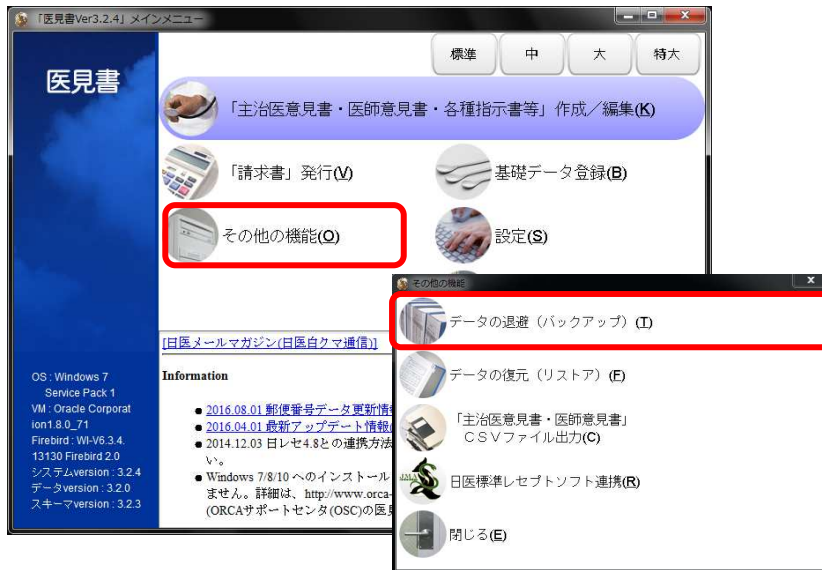 「医見書Ver3.2.4」メインメニュー
医見書
標準
中
大
特大
「主治医意見書・医師意見書・各種指示書等」作成／編集(K)
「請求書」発行(V)
基礎データ登録(B)
その他の機能(O)
設定(S)
[日医メールマガジン(日医白クマ通信)]
Information
2016.08.01 郵便番号データ更新情
2016.04.01 最新アップデート情報(
2014.12.03 日レセ4.8との連携方法
い。
Windows 7/8/10 へのインストール
ません。詳細は、http://www.orca-
(ORCAサポートセンタ(OSC)の医見
OS : Windows 7
Service Pack 1
VM : Oracle Corporat
ion1.8.0_71
Firebird : WI-V6.3.4.
13130 Firebird 2.0
システムversion : 3.2.4
データversion : 3.2.0
スキーマversion : 3.2.3
その他の機能
データの退避（バックアップ）(T)
データの復元（リストア）(F)
「主治医意見書・医師意見書」
ＣＳＶファイル出力(C)
日医標準レセプトソフト連携(R)
閉じる(E)